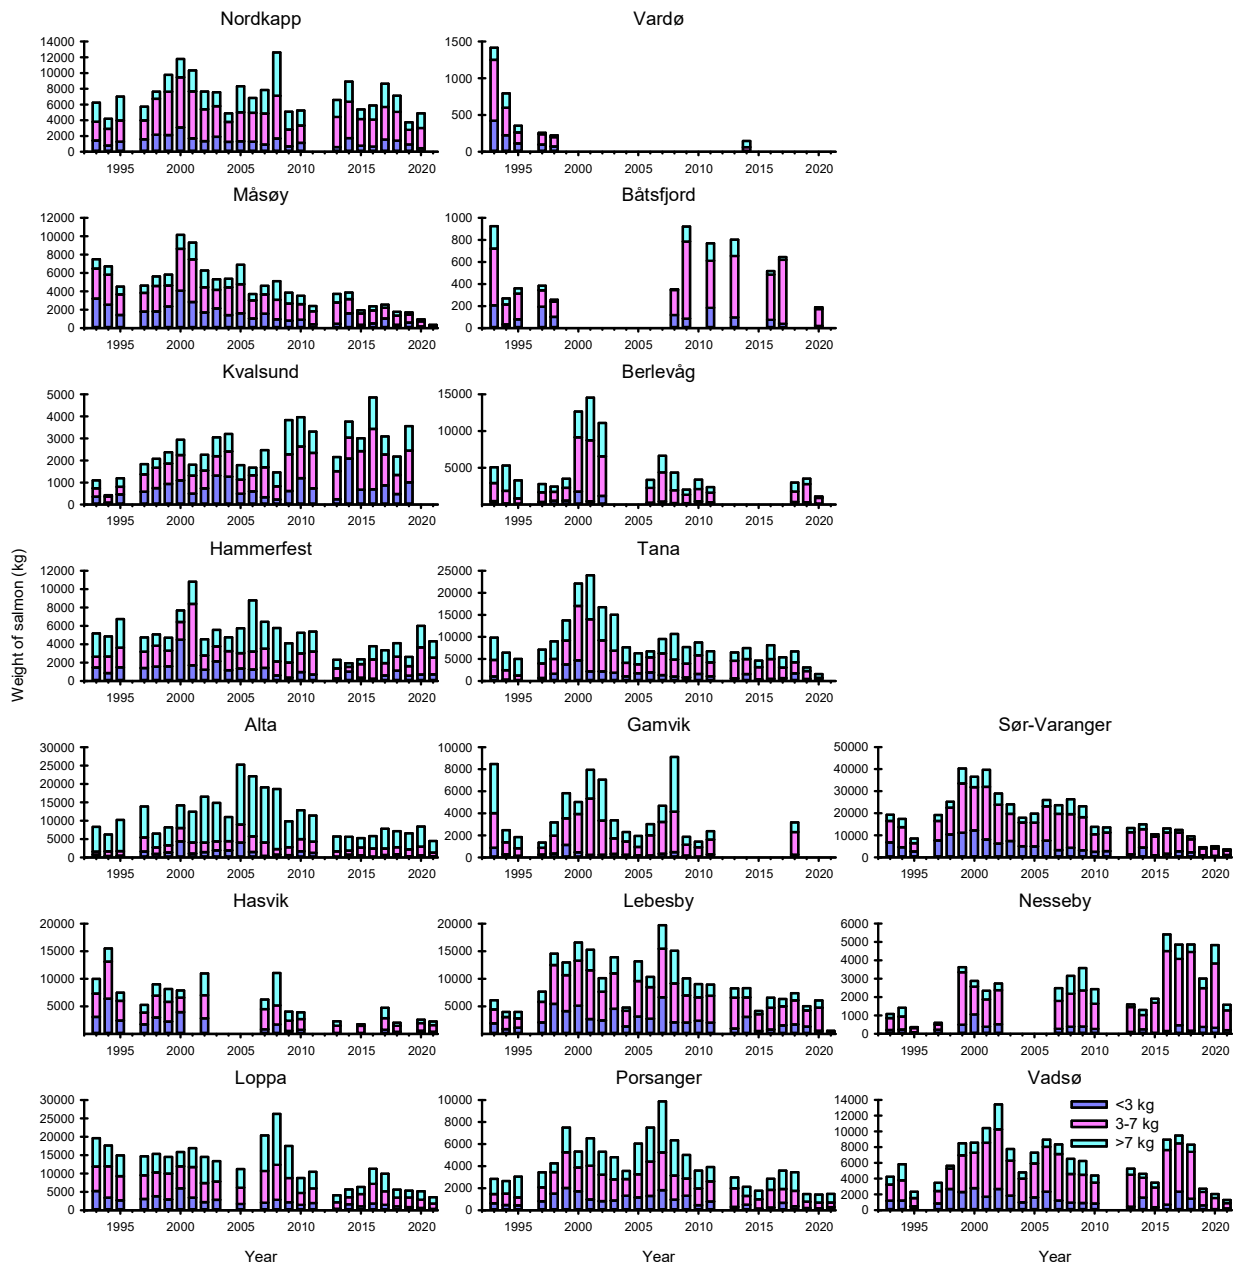 Nordkapp
14000
12000
10000
8000
6000
4000
2000
0
1995 2000 2005 2010 2015 2020
Vardø
1500
1000
500
0
1995 2000 2005 2010 2015 2020
Måsøy
12000
10000
8000
6000
4000
2000
0
1995 2000 2005 2010 2015 2020
Båtsfjord
1000
800
600
400
200
0
1995 2000 2005 2010 2015 2020
Kvalsund
5000
4000
3000
2000
1000
0
1995 2000 2005 2010 2015 2020
Berlevåg
15000
10000
5000
0
1995 2000 2005 2010 2015 2020
Weight of salmon (kg)
Hammerfest
12000
10000
8000
6000
4000
2000
0
1995 2000 2005 2010 2015 2020
Tana
25000
20000
15000
10000
5000
0
1995 2000 2005 2010 2015 2020
Alta
30000
25000
20000
15000
10000
5000
0
1995 2000 2005 2010 2015 2020
Gamvik
10000
8000
6000
4000
2000
0
1995 2000 2005 2010 2015 2020
Sør-Varanger
50000
40000
30000
20000
10000
0
1995 2000 2005 2010 2015 2020
Hasvik
20000
15000
10000
5000
1995 2000 2005 2010 2015 2020
Lebesby
20000
15000
10000
5000
0
1995 2000 2005 2010 2015 2020
Nesseby
6000
5000
4000
3000
2000
1000
0
1995 2000 2005 2010 2015 2020
Loppa
30000
25000
20000
15000
10000
5000
0
1995 2000 2005 2010 2015 2020
Year
Porsanger
10000
8000
6000
4000
2000
0
1995 2000 2005 2010 2015 2020
Year
Vadsø
14000
12000
10000
8000
6000
4000
2000
0
1995 2000 2005 2010 2015 2020
Year
<3 kg
3-7 kg
>7 kg